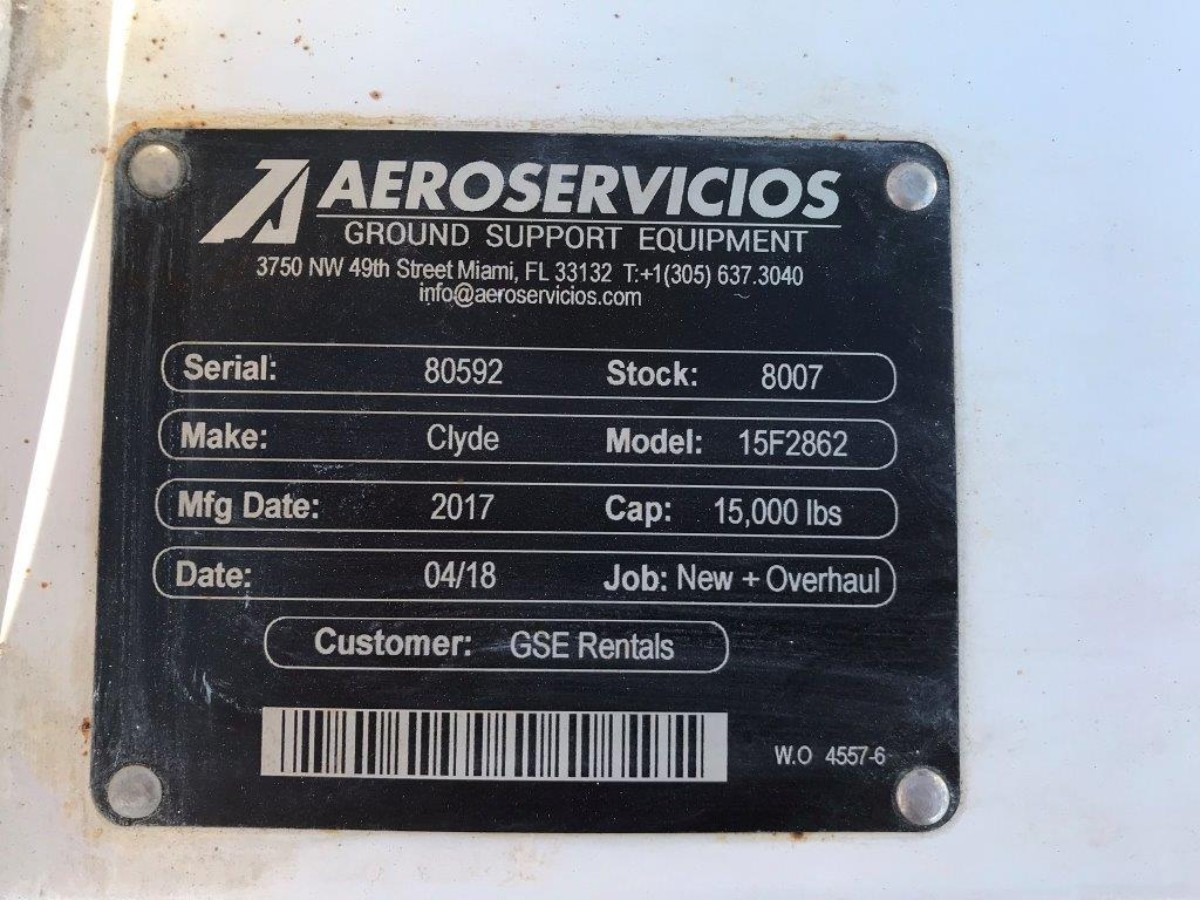 AEROSERVICIOS
GROUND SUPPORT EQUIPMENT
3750 NW 49th Street Miami, FL 33132 T:+1(305) 637.3040
info@aeroservicios.com
Serial: 80592 Stock: 8007
Make: Clyde Model: 15F2862
Mfg Date: 2017 Cap: 15,000 lbs
Date: 04/18 Job: New + Overhaul
Customer: GSE Rentals
W.O 4557-6